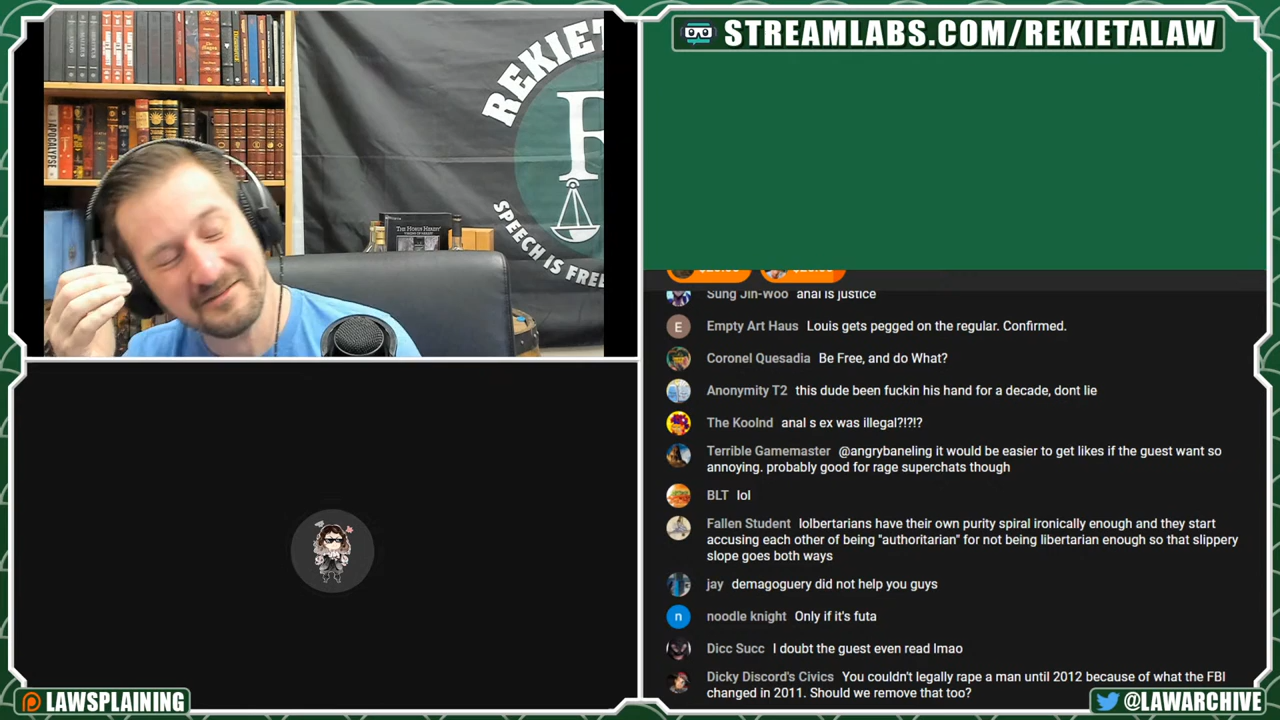 STREAMLABS.COM/REKIETALAW
REKIET
R
SPEECH IS FREE
APOCALYPSE
THE HORUS HERESY
Sung Jin-Woo anal is justice
E Empty Art Haus Louis gets pegged on the regular. Confirmed.
Coronel Quesadia Be Free, and do What?
Anonymity T2 this dude been fuckin his hand for a decade, dont lie
The Koolnd anal s ex was illegal?!?!?
Terrible Gamemaster @angrybaneling it would be easier to get likes if the guest want so
annoying. probably good for rage superchats though
BLT lol
Fallen Student lolbertarians have their own purity spiral ironically enough and they start
accusing each other of being "authoritarian" for not being libertarian enough so that slippery
slope goes both ways
jay demagoguery did not help you guys
n noodle knight Only if it's futa
Dicc Succ I doubt the guest even read lmao
Dicky Discord's Civics You couldn't legally rape a man until 2012 because of what the FBI
changed in 2011. Should we remove that too?
LAWSPLAINING
@LAWARCHIVE